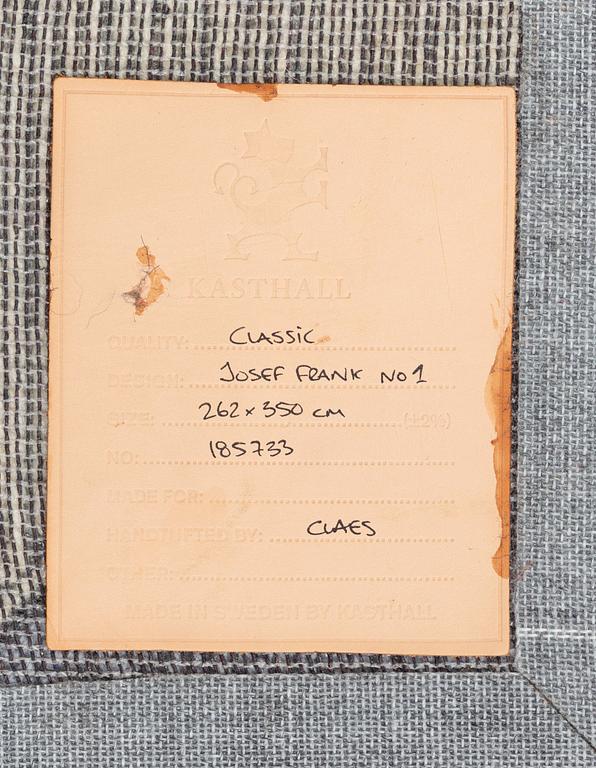 KASTHALL
QUALITY: CLASSIC
DESIGN: JOSEF FRANK NO 1
SIZE: 262 x 350 cm (±2%)
NO: 185733
MADE FOR:
HANDTUFTED BY: CLAES
OTHER:
MADE IN SWEDEN BY KASTHALL